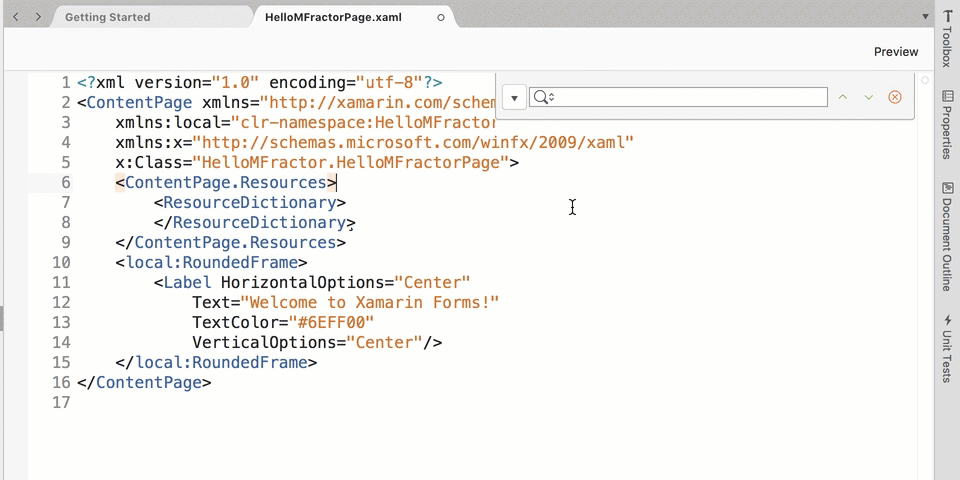 Getting Started
HelloMFractorPage.xaml
Preview
1 <?xml version="1.0" encoding="utf-8"?>
2 <ContentPage xmlns="http://xamarin.com/schem
3 xmlns:local="clr-namespace:HelloMFractor
4 xmlns:x="http://schemas.microsoft.com/winfx/2009/xaml"
5 x:Class="HelloMFractor.HelloMFractorPage">
6 <ContentPage.Resources>
7 <ResourceDictionary>
8 </ResourceDictionary>
9 </ContentPage.Resources>
10 <local:RoundedFrame>
11 <Label HorizontalOptions="Center"
12 Text="Welcome to Xamarin Forms!"
13 TextColor="#6EFF00"
14 VerticalOptions="Center"/>
15 </local:RoundedFrame>
16 </ContentPage>
17
Toolbox
Properties
Document Outline
Unit Tests